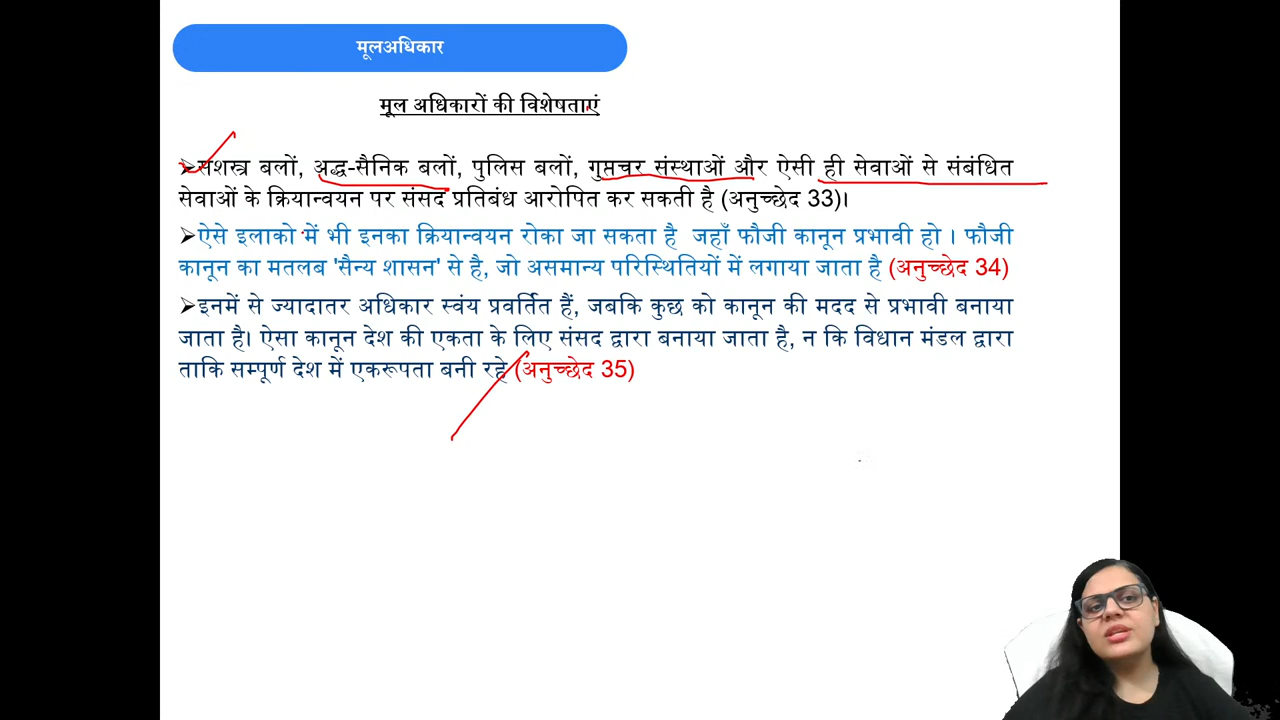 मूलअधिकार
मूल अधिकारों की विशेषताएं
➢सशस्त्र बलों, अद्ध-सैनिक बलों, पुलिस बलों, गुप्तचर संस्थाओं और ऐसी ही सेवाओं से संबंधित
सेवाओं के क्रियान्वयन पर संसद प्रतिबंध आरोपित कर सकती है (अनुच्छेद 33)।
➢ऐसे इलाको में भी इनका क्रियान्वयन रोका जा सकता है जहाँ फौजी कानून प्रभावी हो । फौजी
कानून का मतलब 'सैन्य शासन' से है, जो असमान्य परिस्थितियों में लगाया जाता है (अनुच्छेद 34)
➢इनमें से ज्यादातर अधिकार स्वंय प्रवर्तित हैं, जबकि कुछ को कानून की मदद से प्रभावी बनाया
जाता है। ऐसा कानून देश की एकता के लिए संसद द्वारा बनाया जाता है, न कि विधान मंडल द्वारा
ताकि सम्पूर्ण देश में एकरूपता बनी रहे (अनुच्छेद 35)